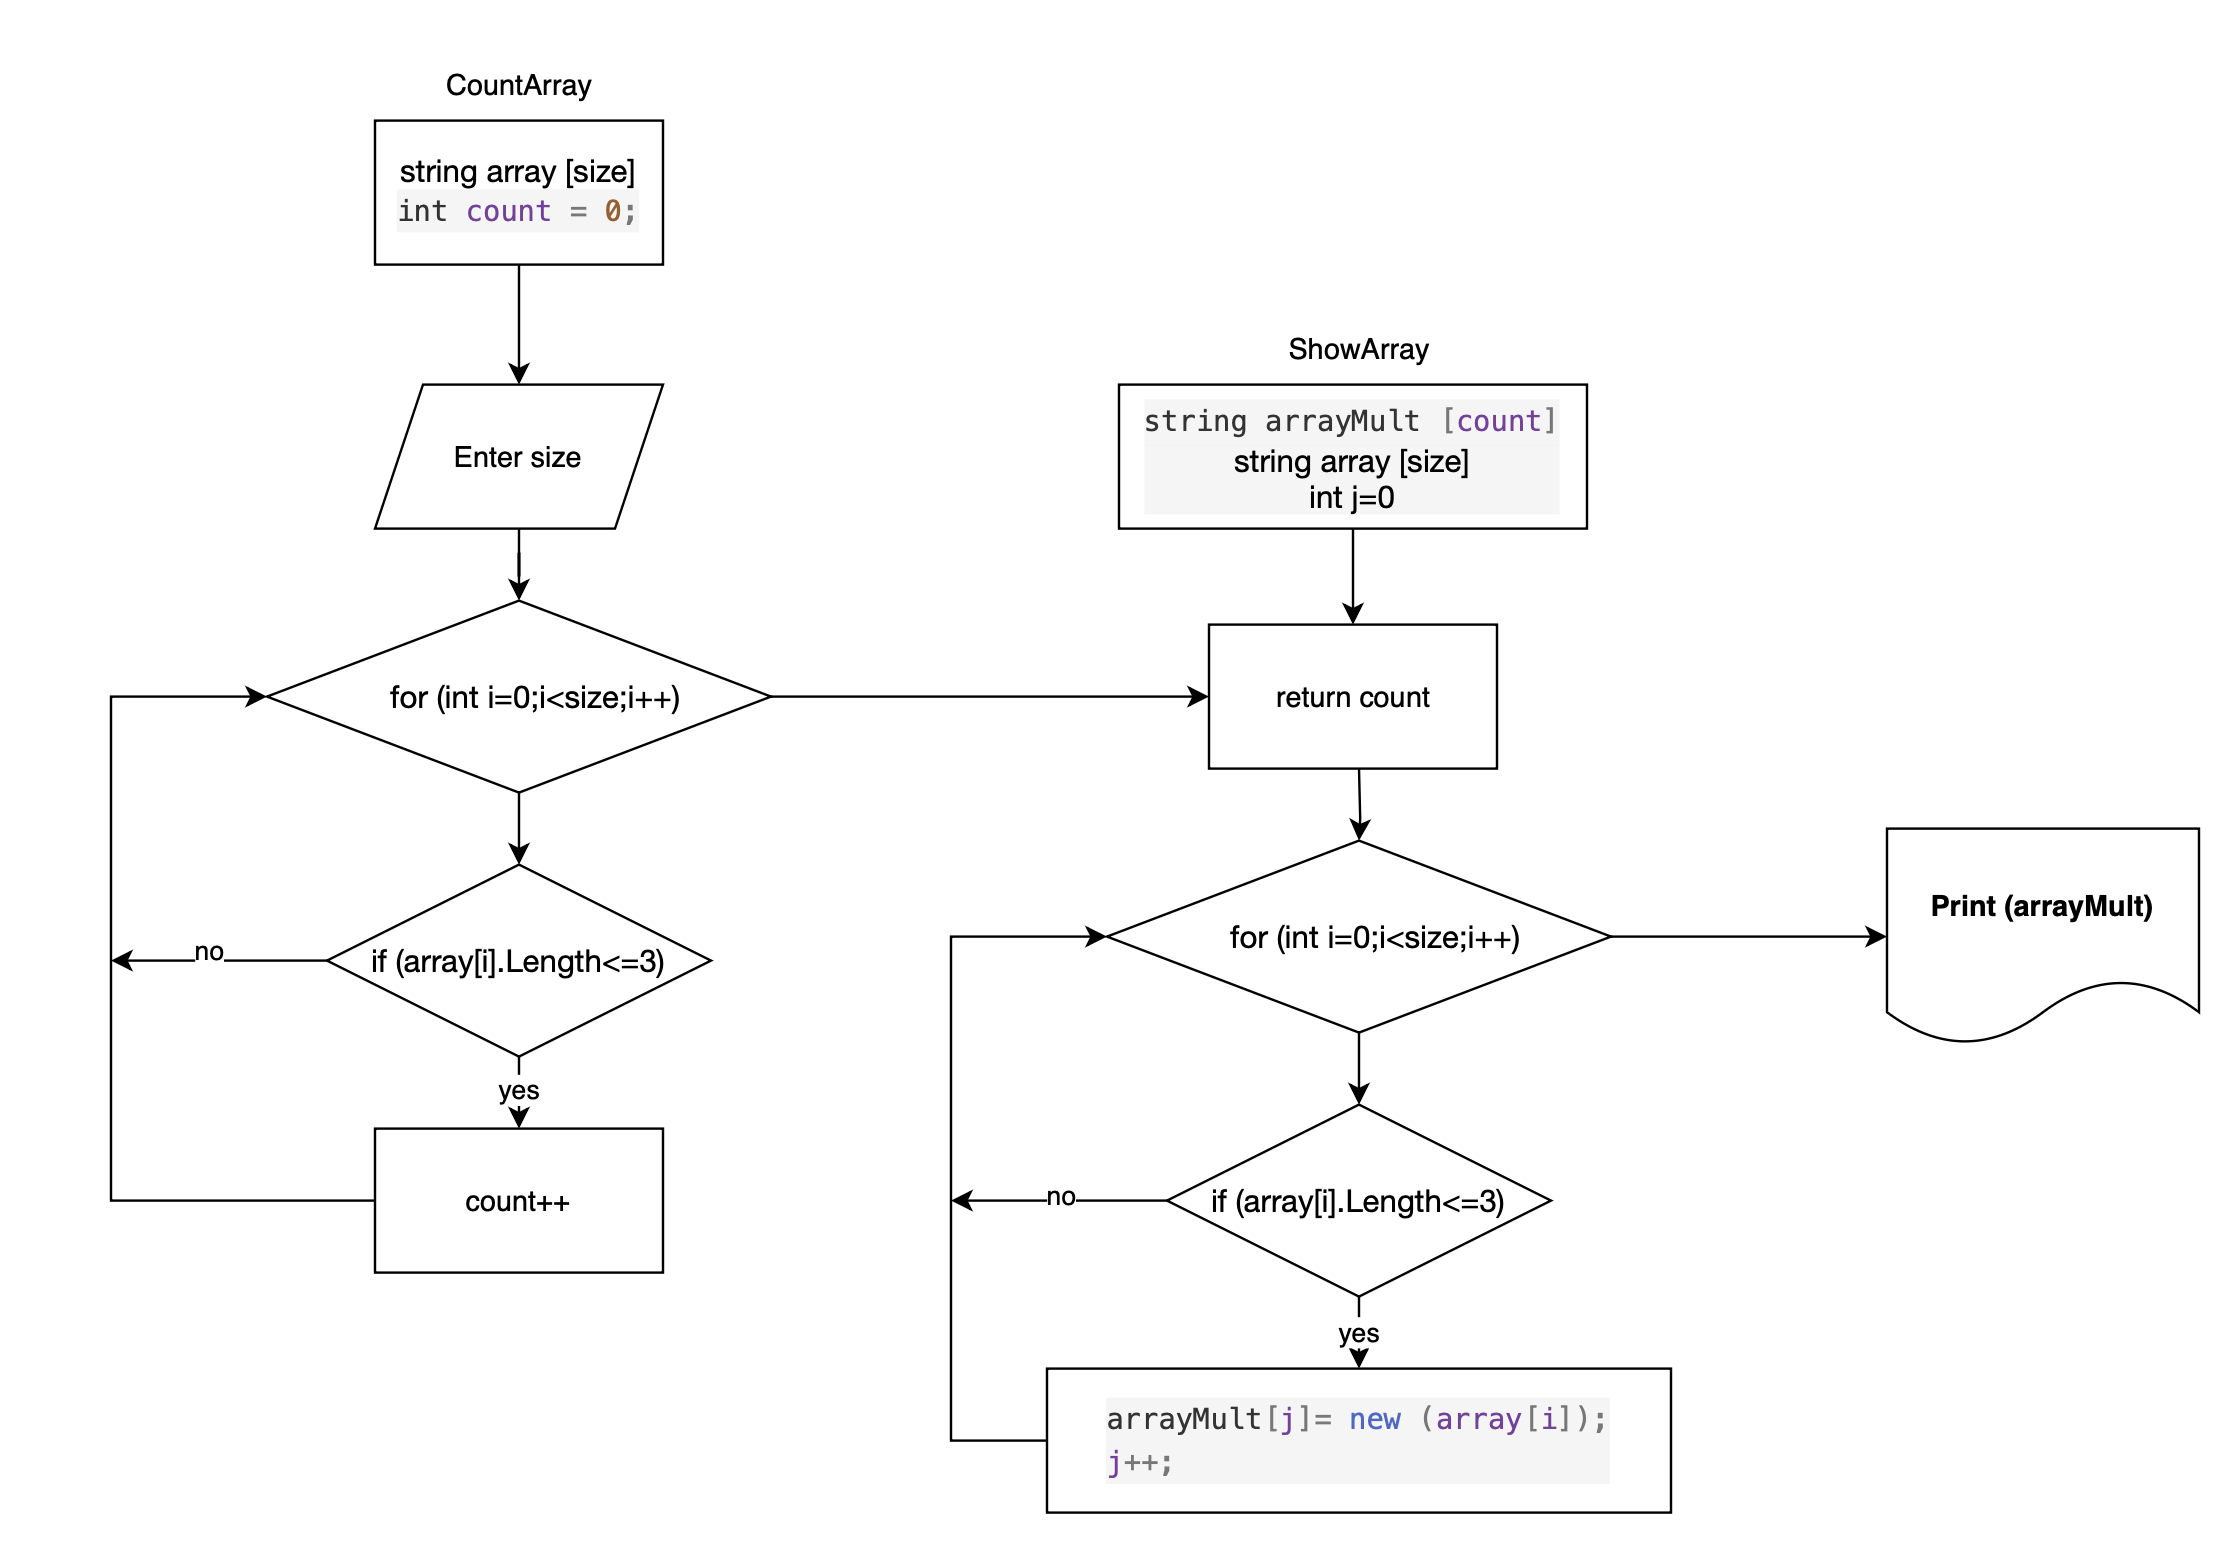 CountArray
string array [size]
int count = 0;
Enter size
for (int i=0;i<size;i++)
if (array[i].Length<=3)
no
yes
count++
ShowArray
string arrayMult [count]
string array [size]
int j=0
return count
for (int i=0;i<size;i++)
if (array[i].Length<=3)
no
yes
arrayMult[j]= new (array[i]);
j++;
Print (arrayMult)